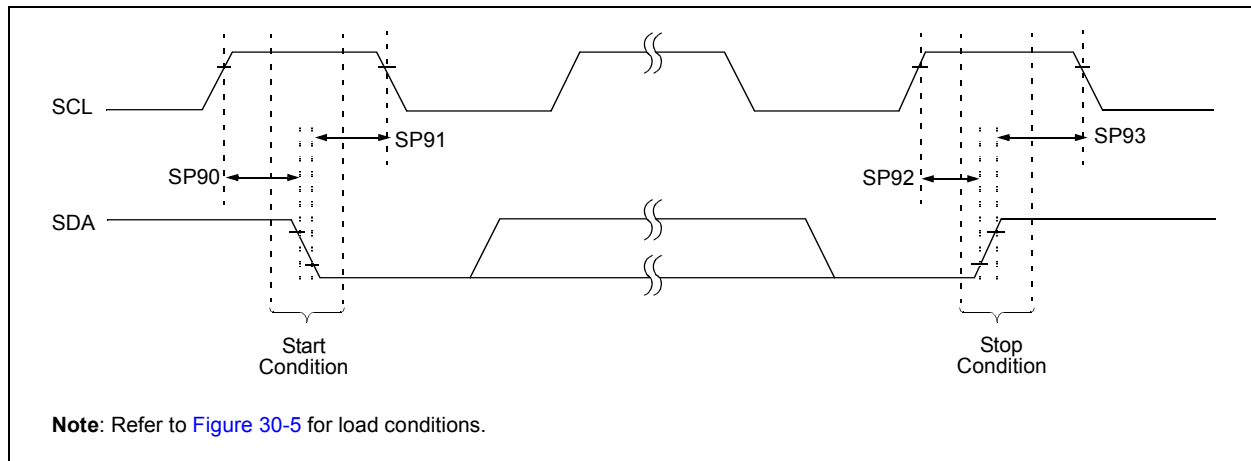 SCL
SP91
SP93
SP90
SP92
SDA
Start
Condition
Stop
Condition
Note: Refer to Figure 30-5 for load conditions.